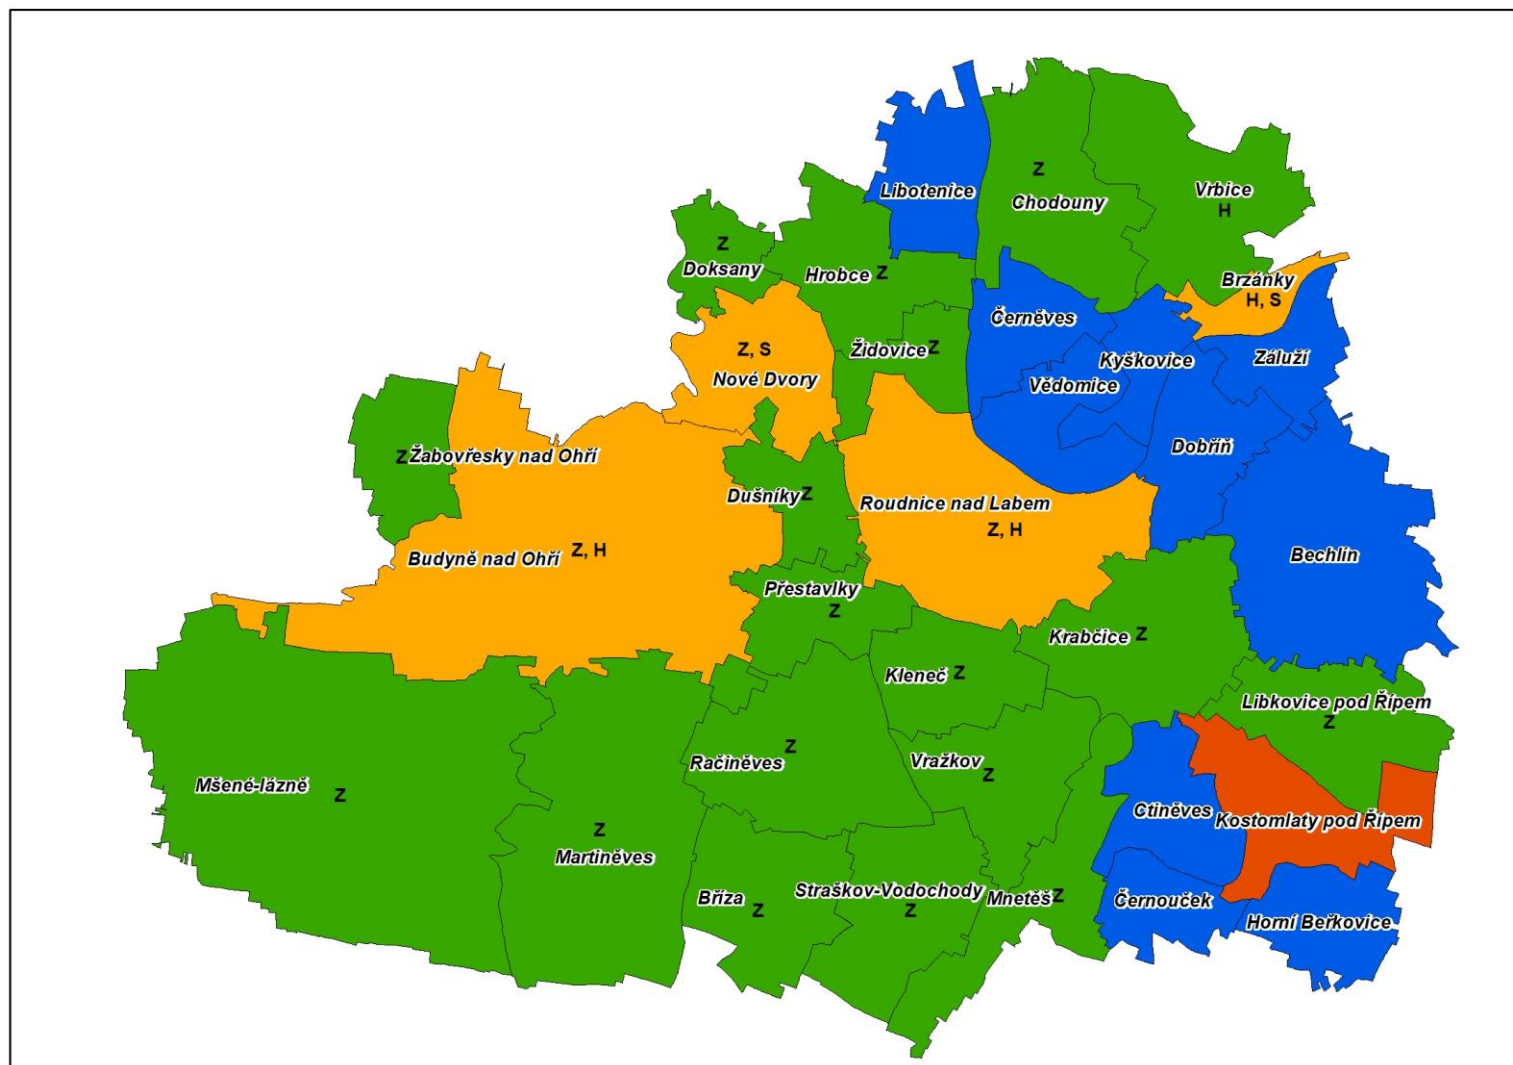 Z
Libotenice
Chodouny
Vrbice
H
Z
Doksany
Hrobce Z
Brzánky
H, S
Černěves
Z, S
Židovice Z
Kyškovice
Záluží
Nové Dvory
Vědomice
Z Žabovřesky nad Ohří
Dobříň
Dušníky Z
Roudnice nad Labem
Z, H
Budyně nad Ohří Z, H
Bechlín
Přestavlky
Z
Krabčice Z
Kleneč Z
Libkovice pod Řípem
Z
Račiněves Z
Vražkov
Z
Mšené-lázně
Z
Ctiněves
Kostomlaty pod Řípem
Z
Martiněves
Bříza
Z
Straškov-Vodochody
Z
Mnetěš Z
Černouček
Horní Beřkovice